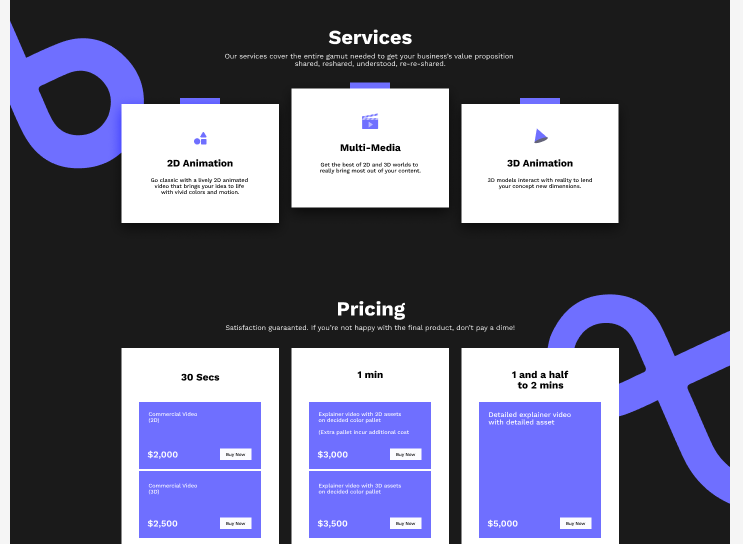 Services
Our services cover the entire gamut needed to get your business's value proposition
shared, reshared, understood, re-re-shared.
2D Animation
Go classic with a lively 2D animated
video that brings your idea to life
with vivid colors and motion.
Multi-Media
Get the best of 2D and 3D worlds to
really bring most out of your content.
3D Animation
3D models interact with reality to lend
your concept new dimensions.
Pricing
Satisfaction guaraanted. If you're not happy with the final product, don't pay a dime!
30 Secs
Commercial Video
(2D)
$2,000
Buy Now
Commercial Video
(3D)
$2,500
Buy Now
1 min
Explainer video with 2D assets
on decided color pallet
(Extra pallet incur additional cost
$3,000
Buy Now
Explainer video with 3D assets
on decided color pallet
$3,500
Buy Now
1 and a half
to 2 mins
Detailed explainer video
with detailed asset
$5,000
Buy Now